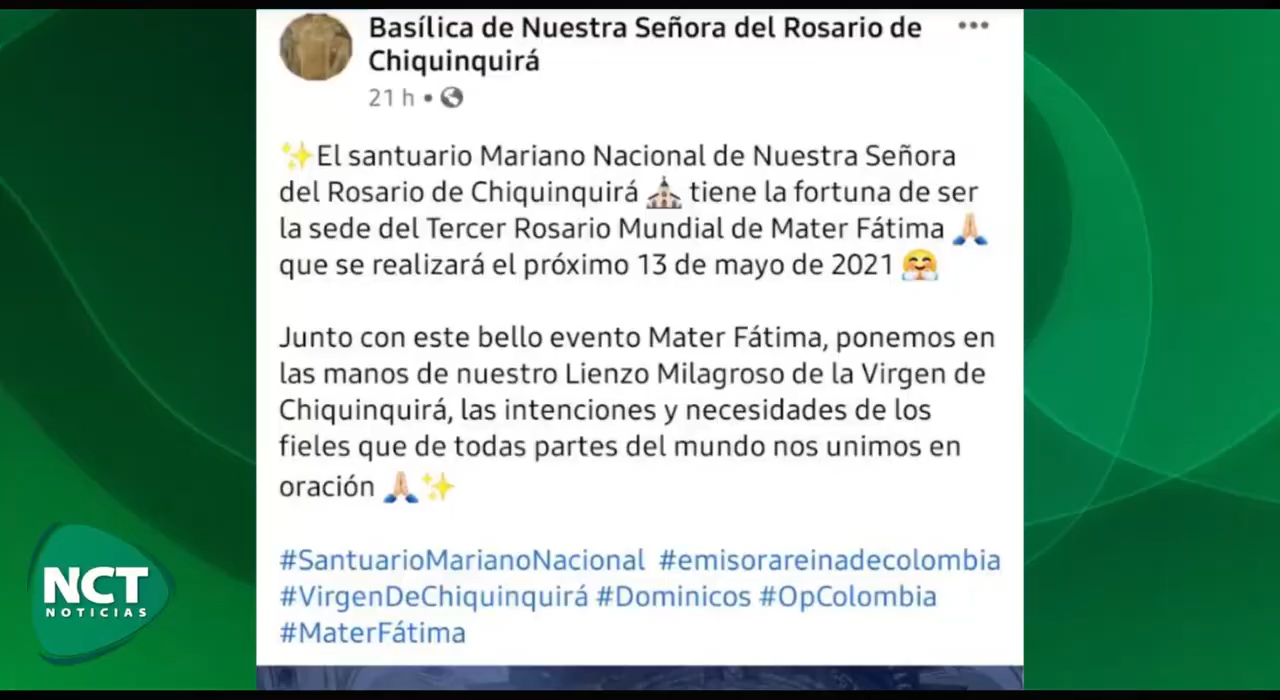 Basílica de Nuestra Señora del Rosario de
Chiquinquirá
21 h •
✨El santuario Mariano Nacional de Nuestra Señora
del Rosario de Chiquinquirá ⛪ tiene la fortuna de ser
la sede del Tercer Rosario Mundial de Mater Fátima 🙏🏻
que se realizará el próximo 13 de mayo de 2021 🤗
Junto con este bello evento Mater Fátima, ponemos en
las manos de nuestro Lienzo Milagroso de la Virgen de
Chiquinquirá, las intenciones y necesidades de los
fieles que de todas partes del mundo nos unimos en
oración 🙏🏻✨
#SantuarioMarianoNacional #emisorareinadecolombia
#VirgenDeChiquinquirá #Dominicos #OpColombia
#MaterFátima
NCT
NOTICIAS